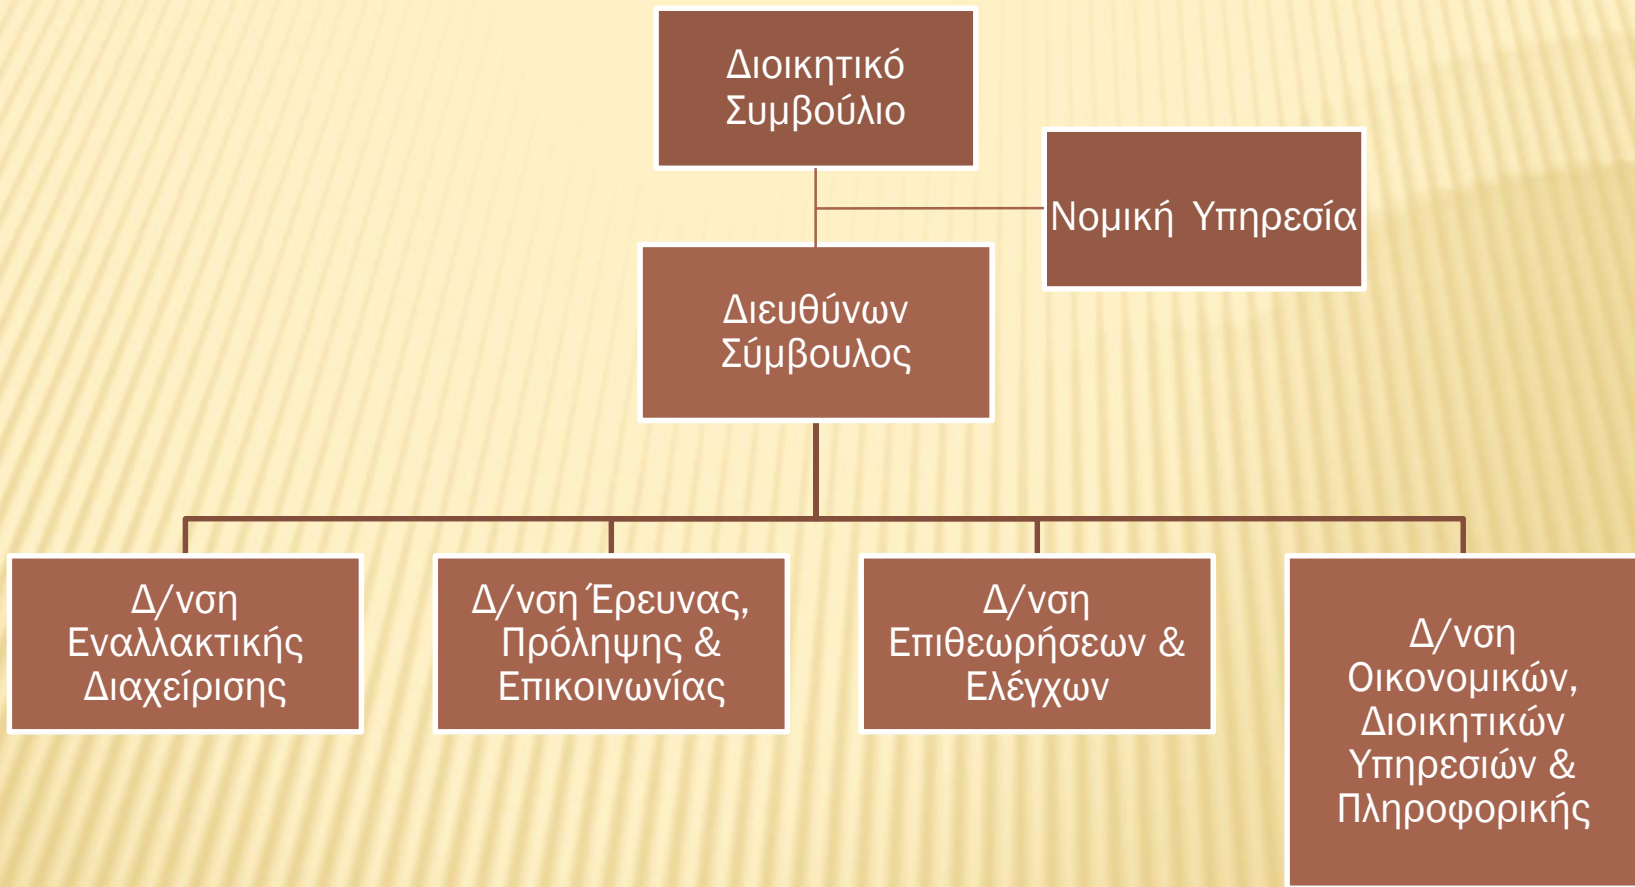 Διοικητικό
Συμβούλιο
Νομική Υπηρεσία
Διευθύνων
Σύμβουλος
Δ/νση
Εναλλακτικής
Διαχείρισης
Δ/νση Έρευνας,
Πρόληψης &
Επικοινωνίας
Δ/νση
Επιθεωρήσεων &
Ελέγχων
Δ/νση
Οικονομικών,
Διοικητικών
Υπηρεσιών &
Πληροφορικής